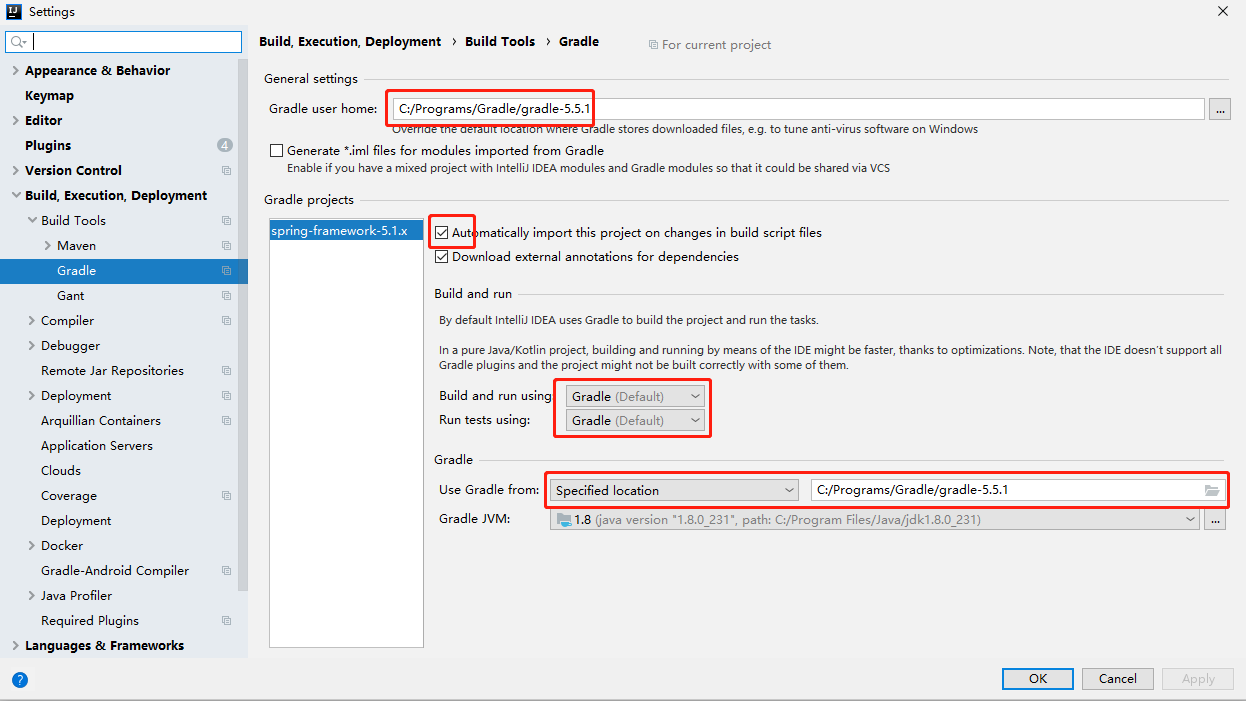 Settings
Build, Execution, Deployment › Build Tools › Gradle For current project
Appearance & Behavior
Keymap
Editor
Plugins 4
Version Control
Build, Execution, Deployment
Build Tools
Maven
Gradle
Gant
Compiler
Debugger
Remote Jar Repositories
Deployment
Arquillian Containers
Application Servers
Clouds
Coverage
Deployment
Docker
Gradle-Android Compiler
Java Profiler
Required Plugins
Languages & Frameworks
General settings
Gradle user home: C:/Programs/Gradle/gradle-5.5.1 ...
Override the default location where Gradle stores downloaded files, e.g. to tune anti-virus software on Windows
Generate *.iml files for modules imported from Gradle
Enable if you have a mixed project with IntelliJ IDEA modules and Gradle modules so that it could be shared via VCS
Gradle projects
spring-framework-5.1.x
Automatically import this project on changes in build script files
Download external annotations for dependencies
Build and run
By default IntelliJ IDEA uses Gradle to build the project and run the tasks.
In a pure Java/Kotlin project, building and running by means of the IDE might be faster, thanks to optimizations. Note, that the IDE doesn't support all
Gradle plugins and the project might not be built correctly with some of them.
Build and run using: Gradle (Default)
Run tests using: Gradle (Default)
Gradle
Use Gradle from: Specified location C:/Programs/Gradle/gradle-5.5.1
Gradle JVM: 1.8 (java version "1.8.0_231", path: C:/Program Files/Java/jdk1.8.0_231) ...
? OK Cancel Apply